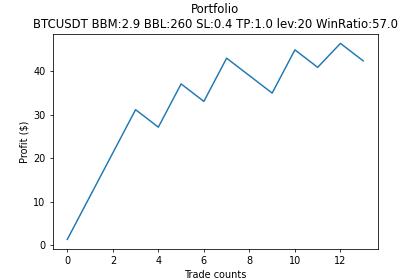 Portfolio
BTCUSDT BBM:2.9 BBL:260 SL:0.4 TP:1.0 lev:20 WinRatio:57.0
40
30
20
10
0
Profit ($)
0 2 4 6 8 10 12
Trade counts